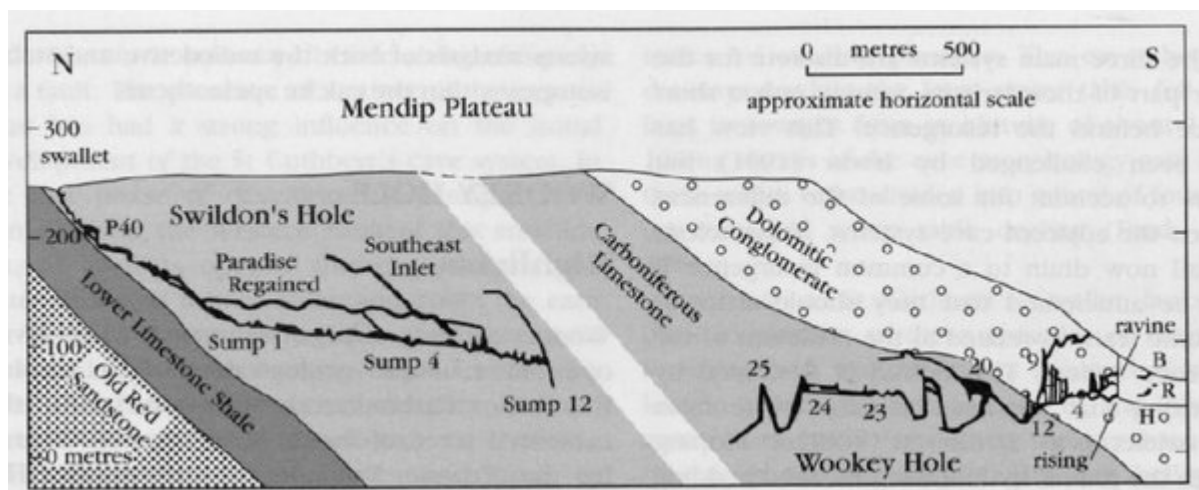 N
S
0 metres 500
approximate horizontal scale
Mendip Plateau
300
swallet
200
P40
Swildon's Hole
Southeast
Inlet
Paradise
Regained
Sump 1
Sump 4
Sump 12
100
0 metres
Old Red
Sandstone
Lower Limestone Shale
Carboniferous
Limestone
Dolomitic
Conglomerate
25
24
23
20
12
Wookey Hole
ravine
B
R
H
rising